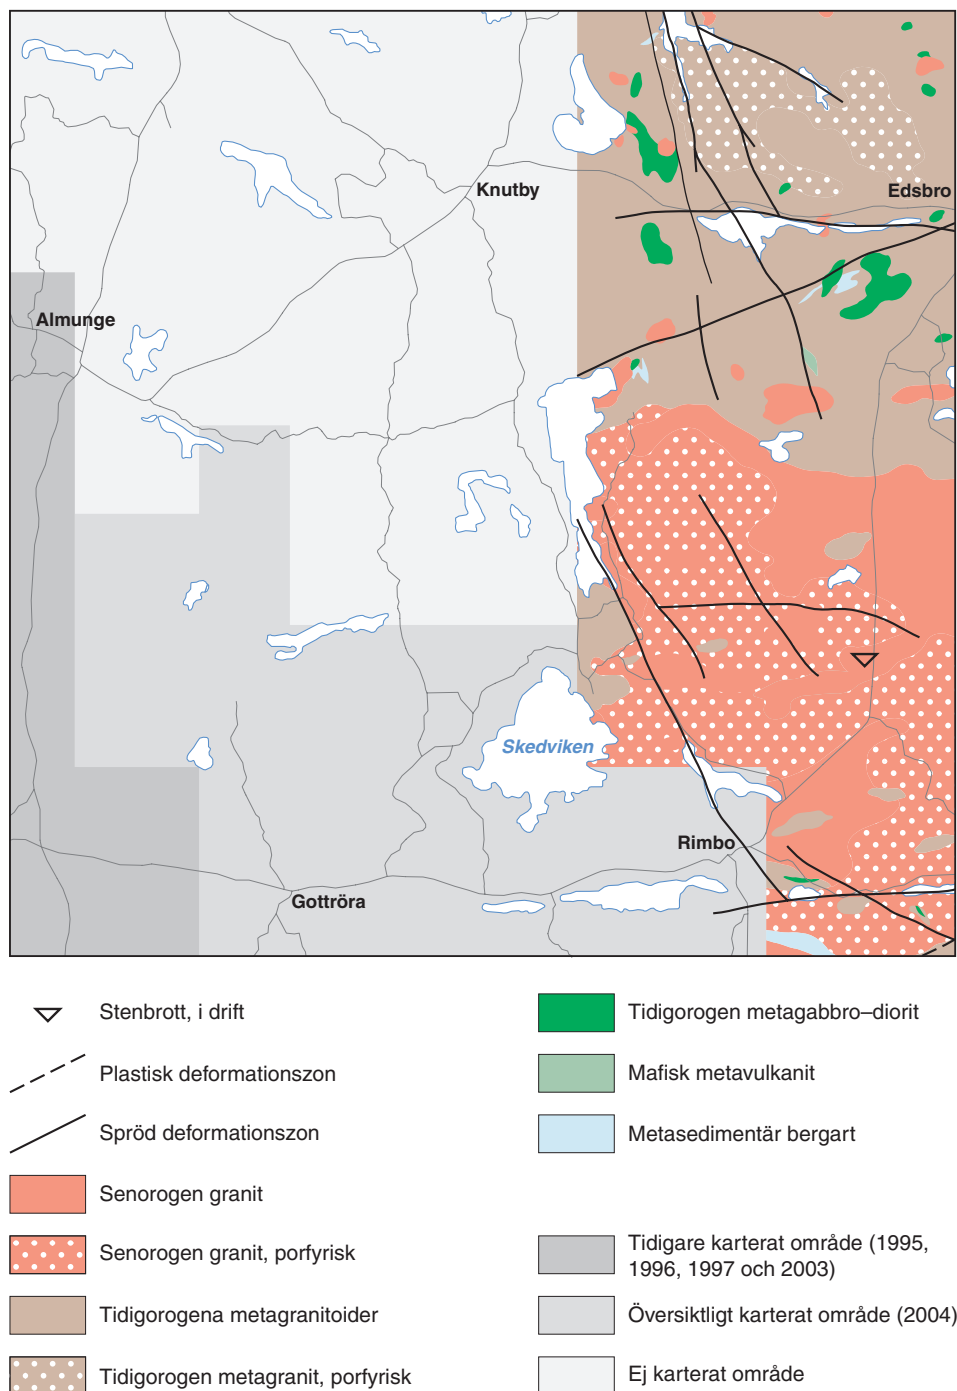 Knutby
Edsbro
Almunge
Skedviken
Rimbo
Gottröra
Stenbrott, i drift
Plastisk deformationszon
Spröd deformationszon
Senorogen granit
Senorogen granit, porfyrisk
Tidigorogena metagranitoider
Tidigorogen metagranit, porfyrisk
Tidigorogen metagabbro–diorit
Mafisk metavulkanit
Metasedimentär bergart
Tidigare karterat område (1995,
1996, 1997 och 2003)
Översiktligt karterat område (2004)
Ej karterat område